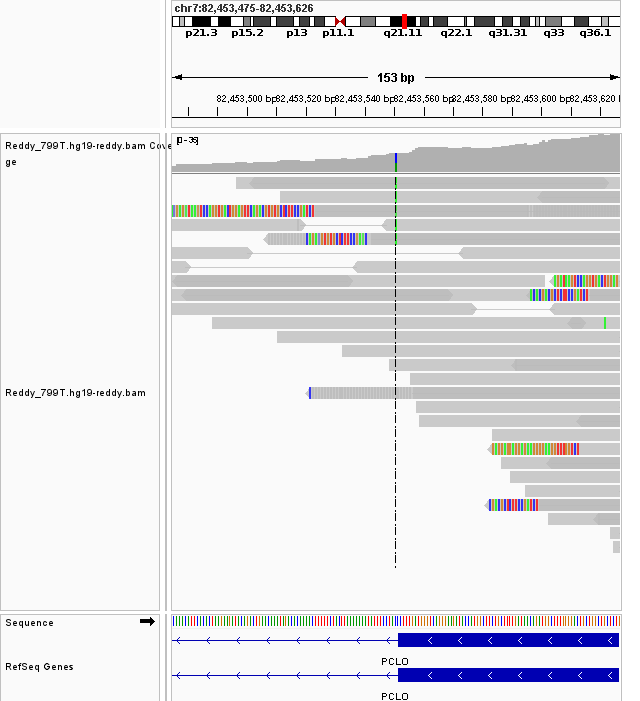 chr7:82,453,475-82,453,626
p21.3 p15.2 p13 p11.1 q21.11 q22.1 q31.31 q33 q36.1
153 bp
82,453,500 bp 82,453,520 bp 82,453,540 bp 82,453,560 bp 82,453,580 bp 82,453,600 bp 82,453,620 b
Reddy_799T.hg19-reddy.bam Cove
ge
Reddy_799T.hg19-reddy.bam
Sequence
PCLO
RefSeq Genes
PCLO